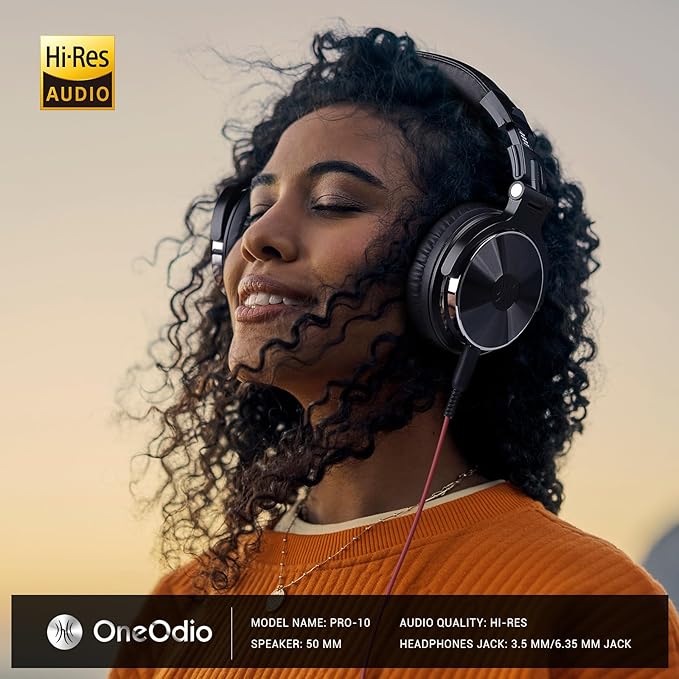 Hi-Res
AUDIO
OneOdio
MODEL NAME: PRO-10
SPEAKER: 50 MM
AUDIO QUALITY: HI-RES
HEADPHONES JACK: 3.5 MM/6.35 MM JACK